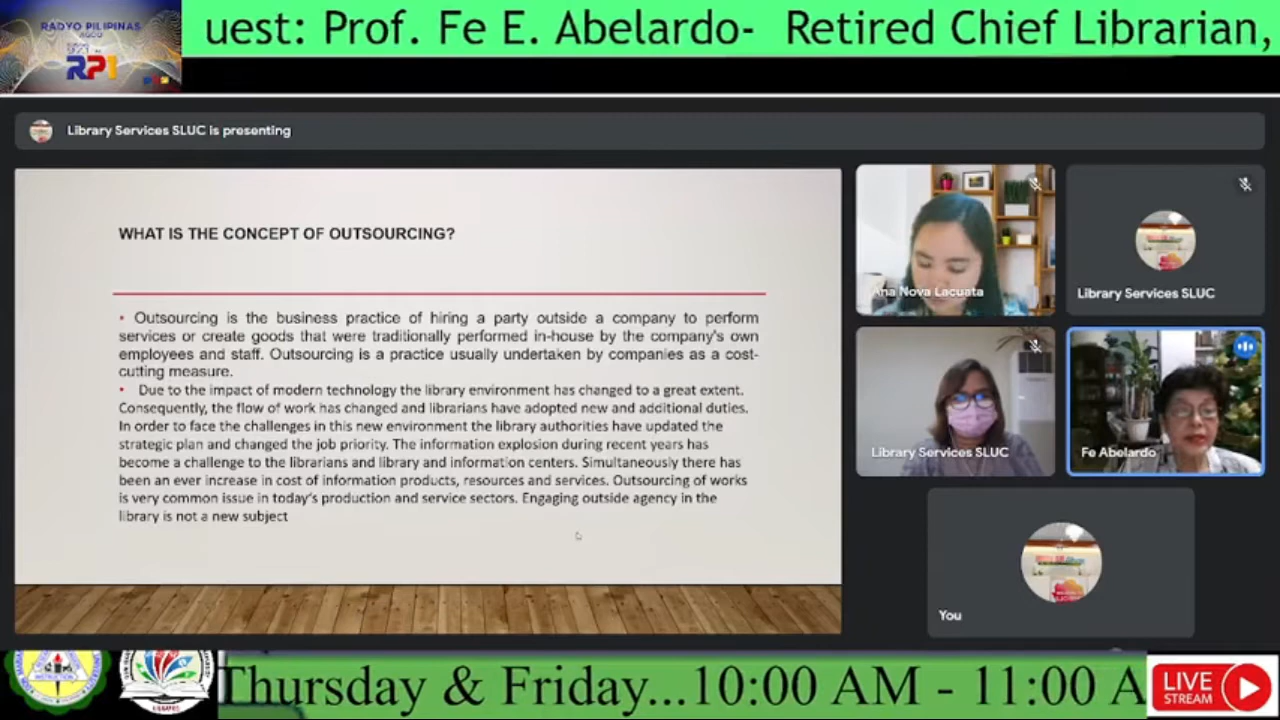 RADYO PILIPINAS
AGOO
RP1
uest: Prof. Fe E. Abelardo- Retired Chief Librarian,
Library Services SLUC is presenting
WHAT IS THE CONCEPT OF OUTSOURCING?
• Outsourcing is the business practice of hiring a party outside a company to perform
services or create goods that were traditionally performed in-house by the company's own
employees and staff. Outsourcing is a practice usually undertaken by companies as a cost-
cutting measure.
• Due to the impact of modern technology the library environment has changed to a great extent.
Consequently, the flow of work has changed and librarians have adopted new and additional duties.
In order to face the challenges in this new environment the library authorities have updated the
strategic plan and changed the job priority. The information explosion during recent years has
become a challenge to the librarians and library and information centers. Simultaneously there has
been an ever increase in cost of information products, resources and services. Outsourcing of works
is very common issue in today's production and service sectors. Engaging outside agency in the
library is not a new subject
Ana Nova Lacuata
Library Services SLUC
Library Services SLUC
Fe Abelardo
You
Thursday & Friday...10:00 AM - 11:00 A
LIVE
STREAM